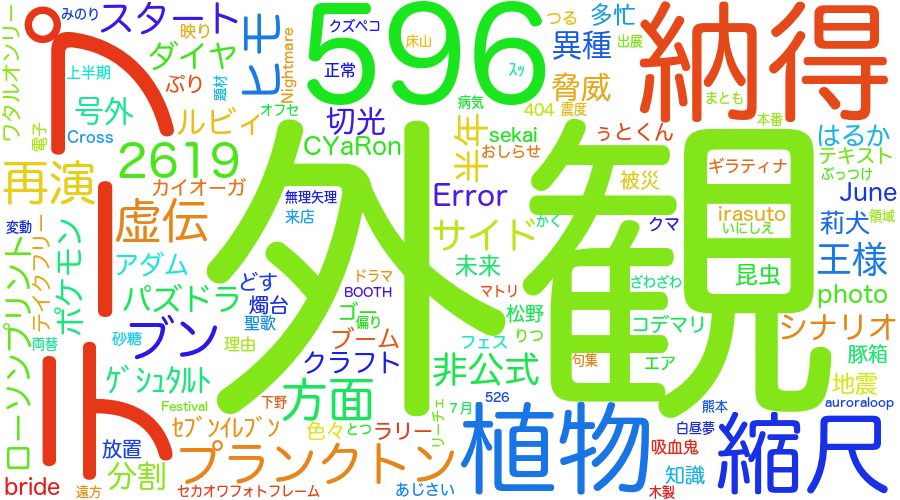 ワタルオンリー
みのり
スタート
ヒモ
596
クズペコ
つる
多忙
納得
映り
床山
異種
出展
ダイヤ
Nightmare
正常
ｽｯ
脅威
ペーパー
上半期
ぷり
題材
オフセ
病気
404
震度
まとも
電子
号外
ルビィ
切光
半年
sekai
本番
Cross
2619
CYaRon
おしらせ
ぅとくん
はるか
再演
カイオーガ
無理矢理
Error
被災
ギラティナ
テキスト
ぶっつけ
外観
June
変動
虚伝
来店
サイド
かく
クマ
irasuto
莉犬
領域
いにしえ
ローソンプリント
テイクフリー
ポケモン
アダム
どす
ドラマ
未来
ざわざわ
昆虫
王様
パズドラ
燭台
BOOTH
マトリ
photo
砂糖
ブン
聖歌
ゴー
偏り
松野
コデマリ
シナリオ
両替
理由
ブーム
フェス
りつ
豚箱
ｹﾞｼｭﾀﾙﾄ
クラフト
非公式
句集
エア
地震
Festival
下野
方面
リーチェ
7月
526
植物
熊本
縮尺
auroraloop
放置
ｾﾌﾞﾝｲﾚﾌﾞﾝ
色々
とつ
ラリー
白昼夢
吸血鬼
分割
プランクトン
知識
bride
遠方
セカオワフォトフレーム
あじさい
木製